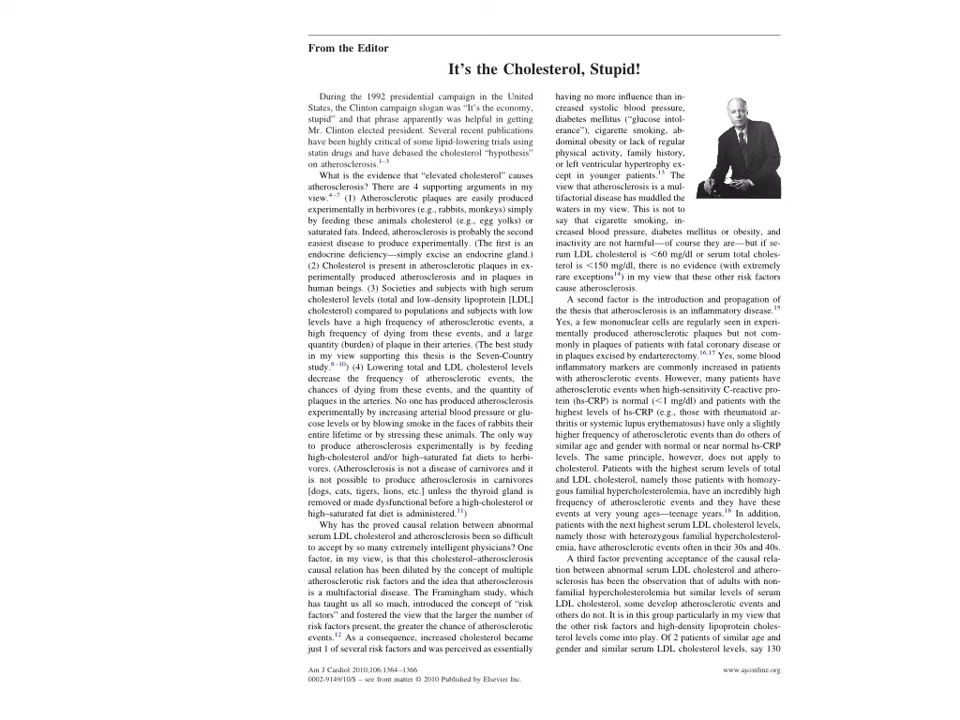 From the Editor
It's the Cholesterol, Stupid!
During the 1992 presidential campaign in the United
States, the Clinton campaign slogan was “It's the economy,
stupid” and that phrase apparently was helpful in getting
Mr. Clinton elected president. Several recent publications
have been highly critical of some lipid-lowering trials using
statin drugs and have debased the cholesterol “hypothesis”
on atherosclerosis.1–3
What is the evidence that “elevated cholesterol” causes
atherosclerosis? There are 4 supporting arguments in my
view.4–7 (1) Atherosclerotic plaques are easily produced
experimentally in herbivores (e.g., rabbits, monkeys) simply
by feeding these animals cholesterol (e.g., egg yolks) or
saturated fats. Indeed, atherosclerosis is probably the second
easiest disease to produce experimentally. (The first is an
endocrine deficiency—simply excise an endocrine gland.)
(2) Cholesterol is present in atherosclerotic plaques in ex-
perimentally produced atherosclerosis and in plaques in
human beings. (3) Societies and subjects with high serum
cholesterol levels (total and low-density lipoprotein [LDL]
cholesterol) compared to populations and subjects with low
levels have a high frequency of atherosclerotic events, a
high frequency of dying from these events, and a large
quantity (burden) of plaque in their arteries. (The best study
in my view supporting this thesis is the Seven-Country
study.8–10) (4) Lowering total and LDL cholesterol levels
decrease the frequency of atherosclerotic events, the
chances of dying from these events, and the quantity of
plaques in the arteries. No one has produced atherosclerosis
experimentally by increasing arterial blood pressure or glu-
cose levels or by blowing smoke in the faces of rabbits their
entire lifetime or by stressing these animals. The only way
to produce atherosclerosis experimentally is by feeding
high-cholesterol and/or high–saturated fat diets to herbi-
vores. (Atherosclerosis is not a disease of carnivores and it
is not possible to produce atherosclerosis in carnivores
[dogs, cats, tigers, lions, etc.] unless the thyroid gland is
removed or made dysfunctional before a high-cholesterol or
high–saturated fat diet is administered.11)
Why has the proved causal relation between abnormal
serum LDL cholesterol and atherosclerosis been so difficult
to accept by so many extremely intelligent physicians? One
factor, in my view, is that this cholesterol–atherosclerosis
causal relation has been diluted by the concept of multiple
atherosclerotic risk factors and the idea that atherosclerosis
is a multifactorial disease. The Framingham study, which
has taught us all so much, introduced the concept of “risk
factors” and fostered the view that the larger the number of
risk factors present, the greater the chance of atherosclerotic
events.12 As a consequence, increased cholesterol became
just 1 of several risk factors and was perceived as essentially
having no more influence than in-
creased systolic blood pressure,
diabetes mellitus (“glucose intol-
erance”), cigarette smoking, ab-
dominal obesity or lack of regular
physical activity, family history,
or left ventricular hypertrophy ex-
cept in younger patients.13 The
view that atherosclerosis is a mul-
tifactorial disease has muddled the
waters in my view. This is not to
say that cigarette smoking, in-
creased blood pressure, diabetes mellitus or obesity, and
inactivity are not harmful—of course they are—but if se-
rum LDL cholesterol is <60 mg/dl or serum total choles-
terol is <150 mg/dl, there is no evidence (with extremely
rare exceptions14) in my view that these other risk factors
cause atherosclerosis.
A second factor is the introduction and propagation of
the thesis that atherosclerosis is an inflammatory disease.15
Yes, a few mononuclear cells are regularly seen in experi-
mentally produced atherosclerotic plaques but not com-
monly in plaques of patients with fatal coronary disease or
in plaques excised by endarterectomy.16,17 Yes, some blood
inflammatory markers are commonly increased in patients
with atherosclerotic events. However, many patients have
atherosclerotic events when high-sensitivity C-reactive pro-
tein (hs-CRP) is normal (<1 mg/dl) and patients with the
highest levels of hs-CRP (e.g., those with rheumatoid ar-
thritis or systemic lupus erythematosus) have only a slightly
higher frequency of atherosclerotic events than do others of
similar age and gender with normal or near normal hs-CRP
levels. The same principle, however, does not apply to
cholesterol. Patients with the highest serum levels of total
and LDL cholesterol, namely those patients with homozy-
gous familial hypercholesterolemia, have an incredibly high
frequency of atherosclerotic events and they have these
events at very young ages—teenage years.18 In addition,
patients with the next highest serum LDL cholesterol levels,
namely those with heterozygous familial hypercholesterol-
emia, have atherosclerotic events often in their 30s and 40s.
A third factor preventing acceptance of the causal rela-
tion between abnormal serum LDL cholesterol and athero-
sclerosis has been the observation that of adults with non-
familial hypercholesterolemia but similar levels of serum
LDL cholesterol, some develop atherosclerotic events and
others do not. It is in this group particularly in my view that
the other risk factors and high-density lipoprotein choles-
terol levels come into play. Of 2 patients of similar age and
gender and similar serum LDL cholesterol levels, say 130
Am J Cardiol 2010;106:1364–1366
0002-9149/10/$ – see front matter © 2010 Published by Elsevier Inc.
www.ajconline.org